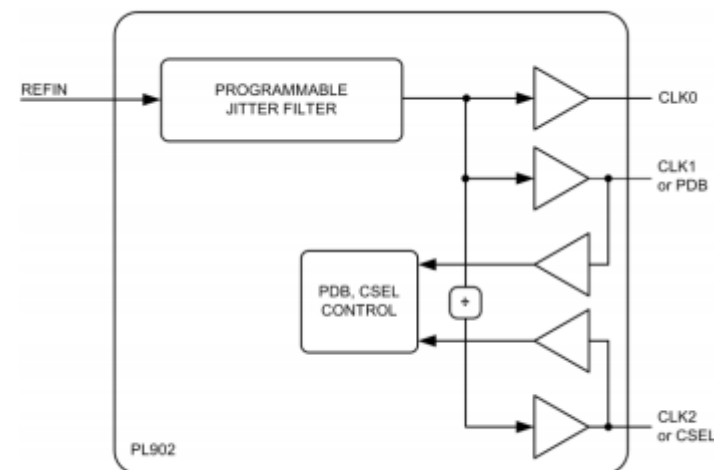 REFIN
PROGRAMMABLE
JITTER FILTER
CLK0
CLK1
or PDB
PDB, CSEL
CONTROL
÷
CLK2
or CSEL
PL902